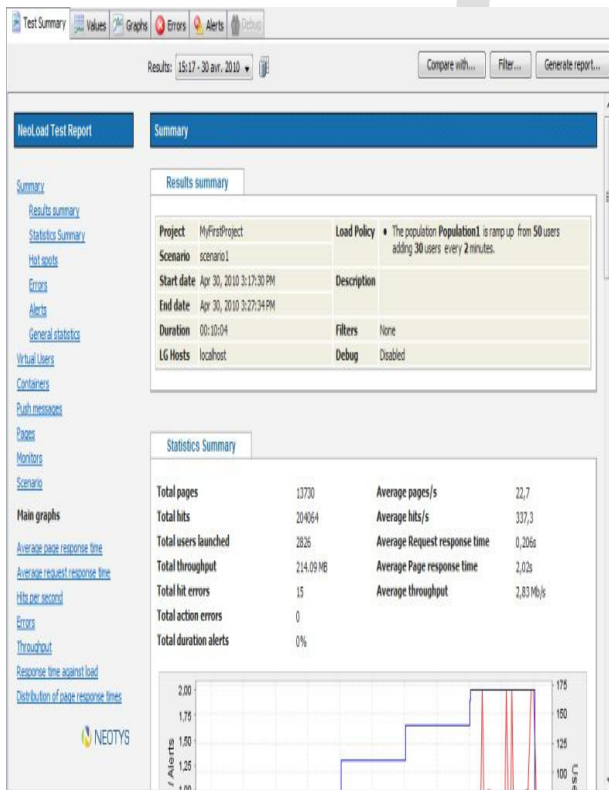 Test Summary Values Graphs Errors Alerts Debug
Results: 15:17 - 30 avr. 2010 Compare with... Filter... Generate report...
NeoLoad Test Report
Summary
Results summary
Statistics Summary
Hot spots
Errors
Alerts
General statistics
Virtual Users
Containers
Push messages
Pages
Monitors
Scenario
Main graphs
Average page response time
Average request response time
Hits per second
Errors
Throughput
Response time against load
Distribution of page response times
NEOTYS
Summary
Results summary
Project MyFirstProject
Scenario scenario1
Start date Apr 30, 2010 3:17:30 PM
End date Apr 30, 2010 3:27:34 PM
Duration 00:10:04
LG Hosts localhost
Load Policy • The population Population1 is ramp up from 50 users
adding 30 users every 2 minutes.
Description
Filters None
Debug Disabled
Statistics Summary
Total pages 13730
Total hits 204064
Total users launched 2826
Total throughput 214.09 MB
Total hit errors 15
Total action errors 0
Total duration alerts 0%
Average pages/s 22,7
Average hits/s 337,3
Average Request response time 0,206s
Average Page response time 2,02s
Average throughput 2,83 Mb/s
2,00
1,75
1,50
1,25
1,00
/ Alerts
175
150
125
100